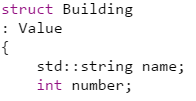 struct Building
: Value
{
    std::string name;
    int number;